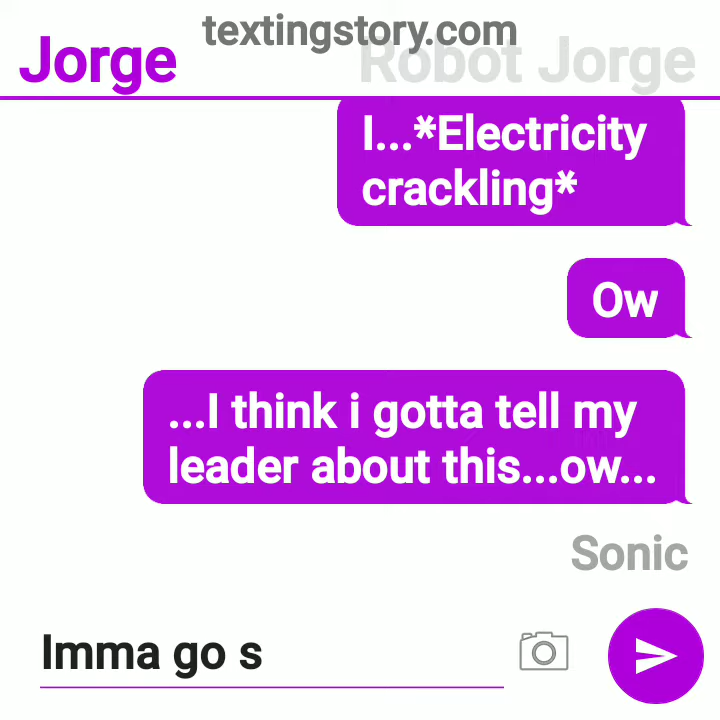 textingstory.com
Jorge
Robot Jorge
I...*Electricity
crackling*
Ow
...I think i gotta tell my
leader about this...ow...
Sonic
Imma go s